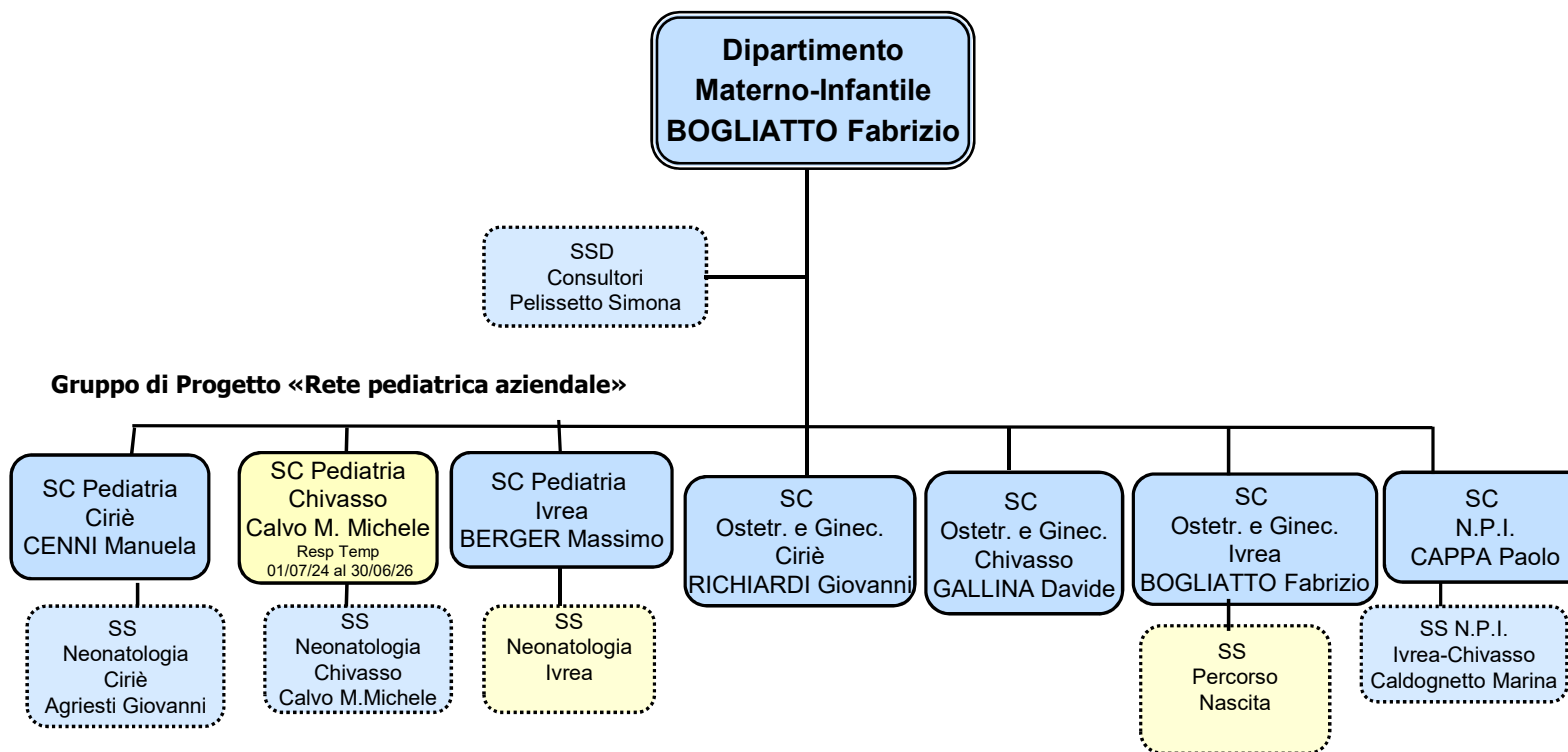 Dipartimento
Materno-Infantile
BOGLIATTO Fabrizio
SSD
Consultori
Pelissetto Simona
Gruppo di Progetto «Rete pediatrica aziendale»
SC Pediatria
Ciriè
CENNI Manuela
SC Pediatria
Chivasso
Calvo M. Michele
Resp Temp
01/07/24 al 30/06/26
SC Pediatria
Ivrea
BERGER Massimo
SC
Ostetr. e Ginec.
Ciriè
RICHIARDI Giovanni
SC
Ostetr. e Ginec.
Chivasso
GALLINA Davide
SC
Ostetr. e Ginec.
Ivrea
BOGLIATTO Fabrizio
SC
N.P.I.
CAPPA Paolo
SS
Neonatologia
Ciriè
Agriesti Giovanni
SS
Neonatologia
Chivasso
Calvo M.Michele
SS
Neonatologia
Ivrea
SS
Percorso
Nascita
SS N.P.I.
Ivrea-Chivasso
Caldognetto Marina